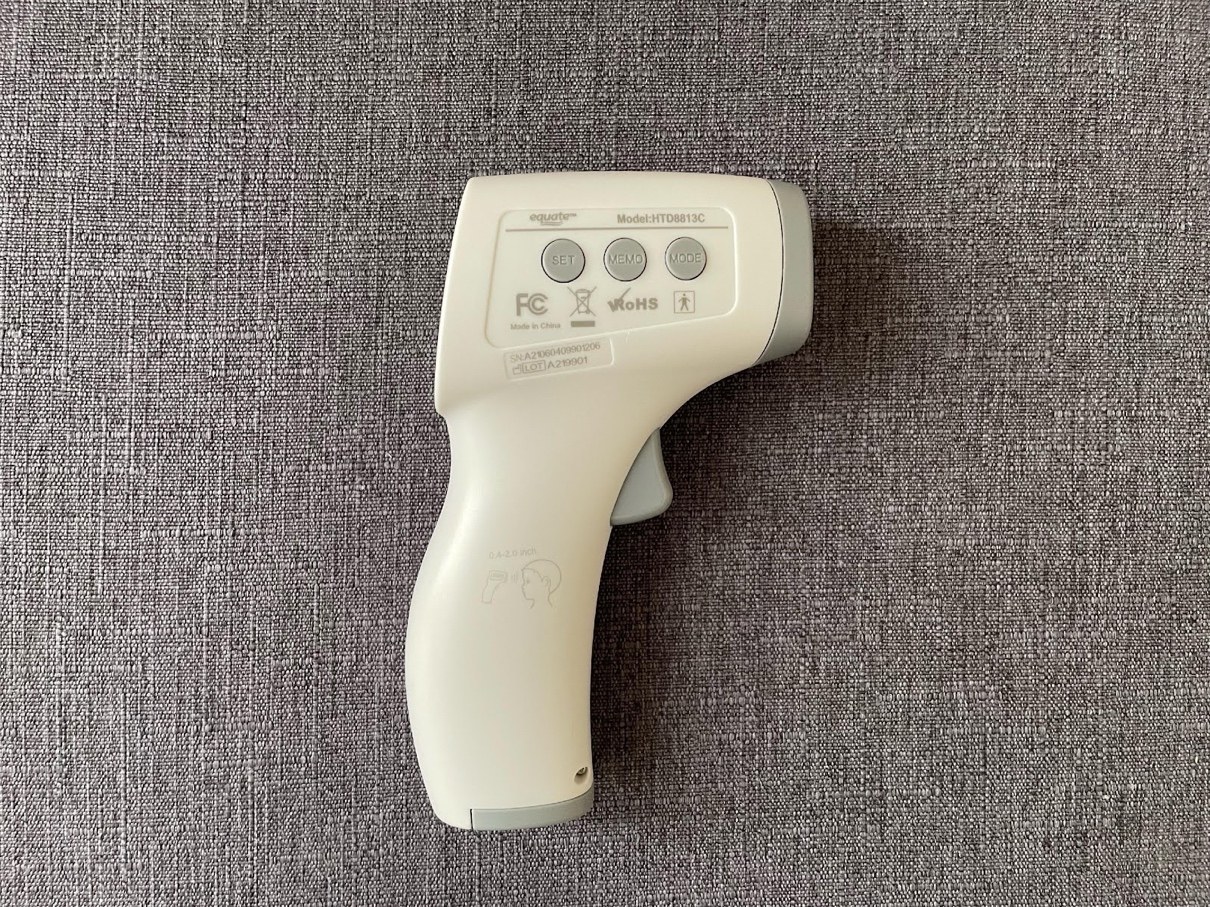 equate™ Model:HTD8813C
SET MEMO MODE
FC RoHS
Made in China
SN:A21060409901206
LOT A219901
0.4-2.0 inch